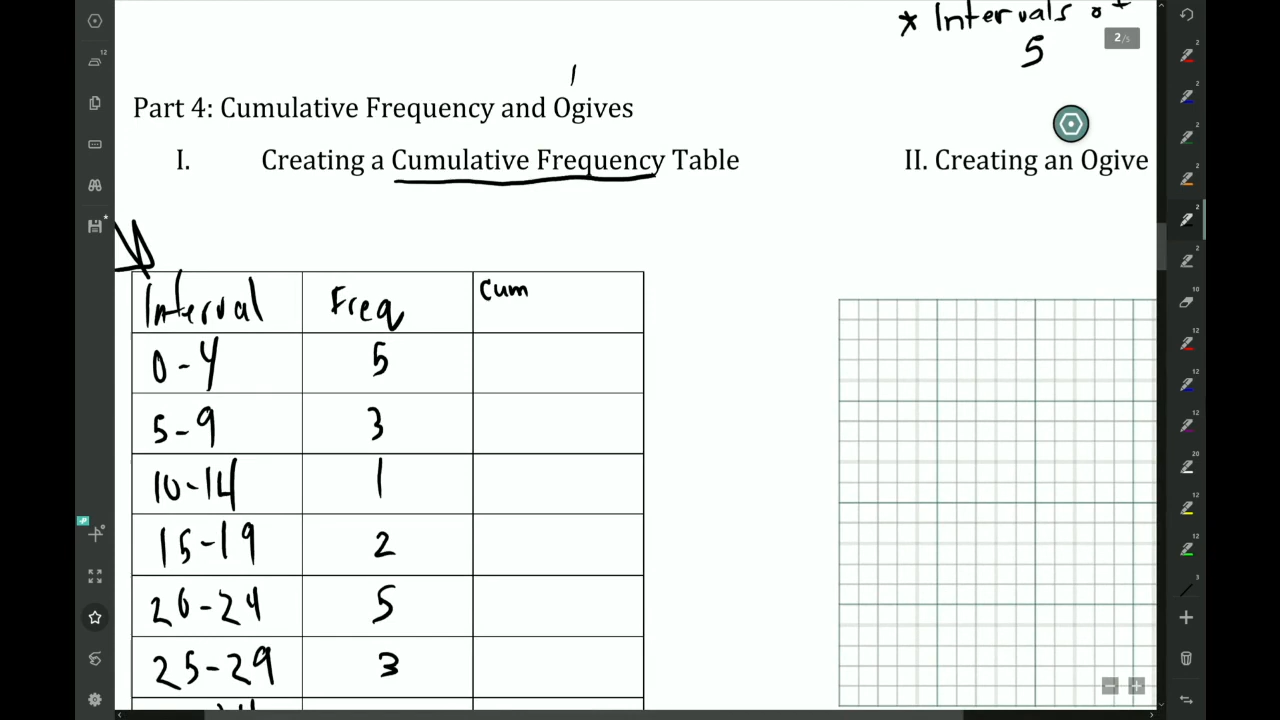 * Intervals of
5
2/5
Part 4: Cumulative Frequency and Ogives
I. Creating a Cumulative Frequency Table
II. Creating an Ogive
Interval Freq Cum
0-4 5
5-9 3
10-14 1
15-19 2
20-24 5
25-29 3